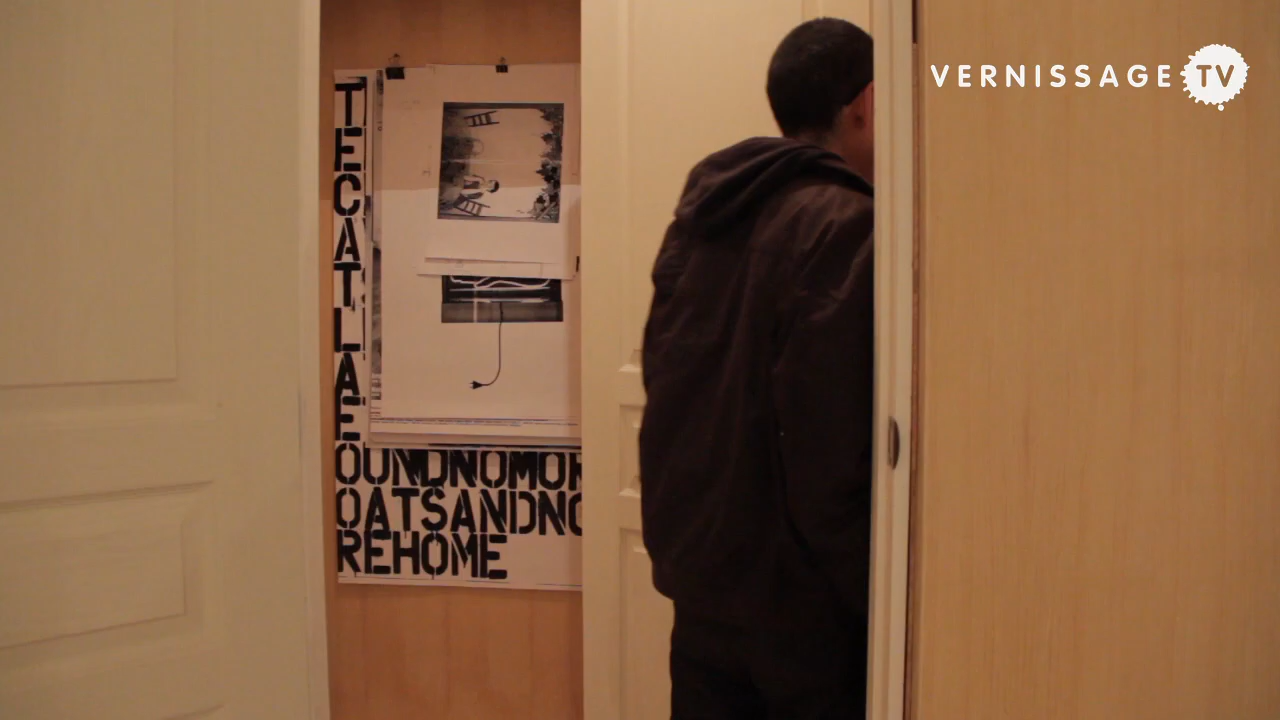 VERNISSAGE TV
T
E
C
A
T
L
A
E
OUNDNOMOR
OATSANDNO
REHOME